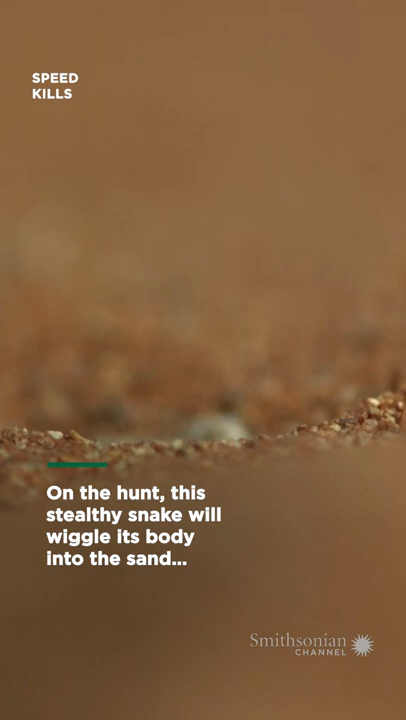 SPEED
KILLS
On the hunt, this
stealthy snake will
wiggle its body
into the sand...
Smithsonian
CHANNEL